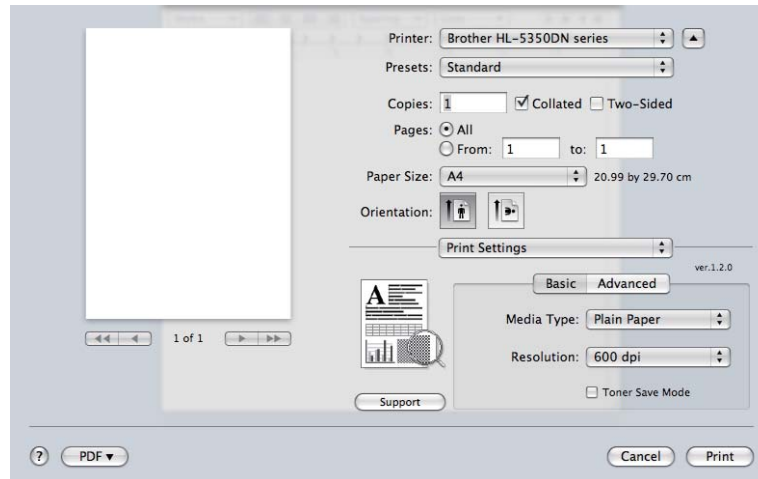 Printer: Brother HL-5350DN series
Presets: Standard
Copies: 1 Collated Two-Sided
Pages: All
From: 1 to: 1
Paper Size: A4 20.99 by 29.70 cm
Orientation:
Print Settings
ver.1.2.0
Basic Advanced
A
Media Type: Plain Paper
1 of 1
Resolution: 600 dpi
Toner Save Mode
Support
? PDF Cancel Print